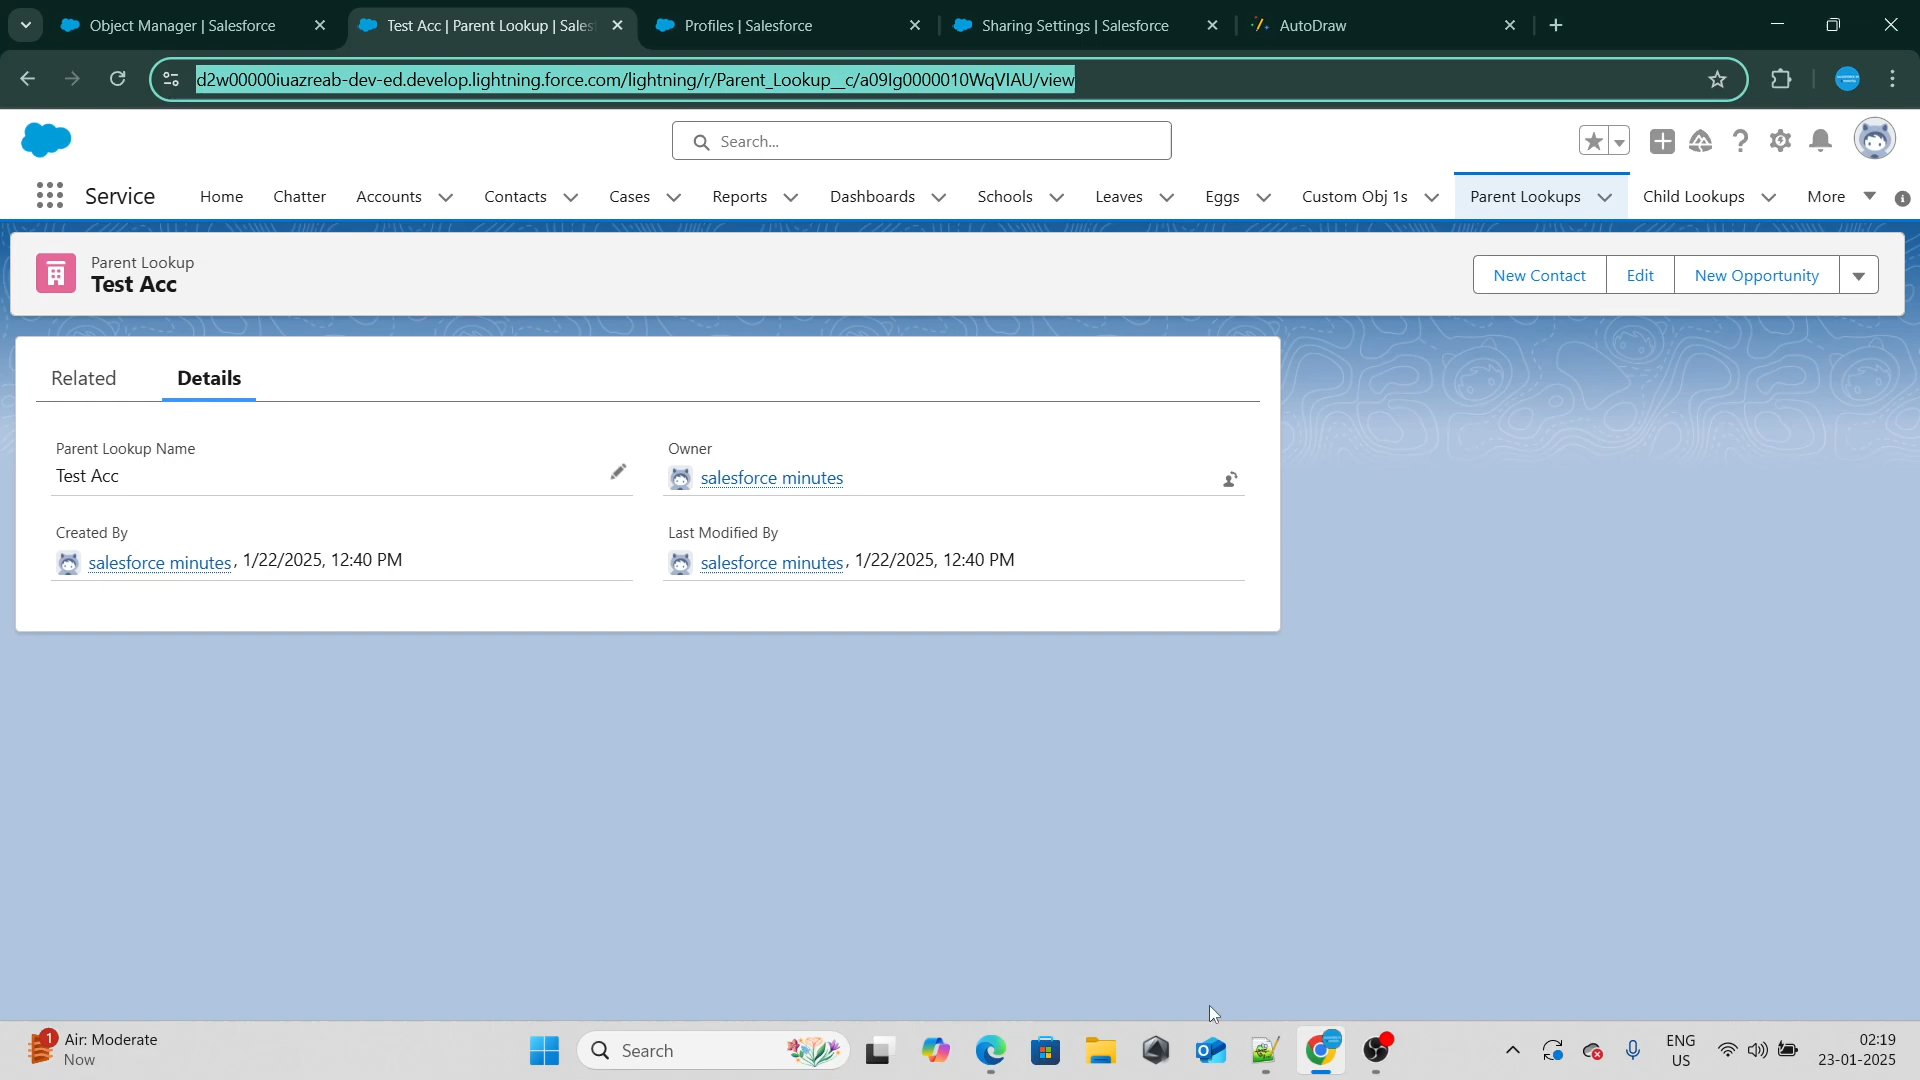 Object Manager | Salesforce
Test Acc | Parent Lookup | Sales
Profiles | Salesforce
Sharing Settings | Salesforce
AutoDraw
d2w00000iuazreab-dev-ed.develop.lightning.force.com/lightning/r/Parent_Lookup__c/a09Ig0000010WqVIAU/view
Search...
Service
Home
Chatter
Accounts
Contacts
Cases
Reports
Dashboards
Schools
Leaves
Eggs
Custom Obj 1s
Parent Lookups
Child Lookups
More
Parent Lookup
Test Acc
New Contact
Edit
New Opportunity
Related
Details
Parent Lookup Name
Test Acc
Owner
salesforce minutes
Created By
salesforce minutes, 1/22/2025, 12:40 PM
Last Modified By
salesforce minutes, 1/22/2025, 12:40 PM
1
Air: Moderate
Now
Search
ENG
US
02:19
23-01-2025